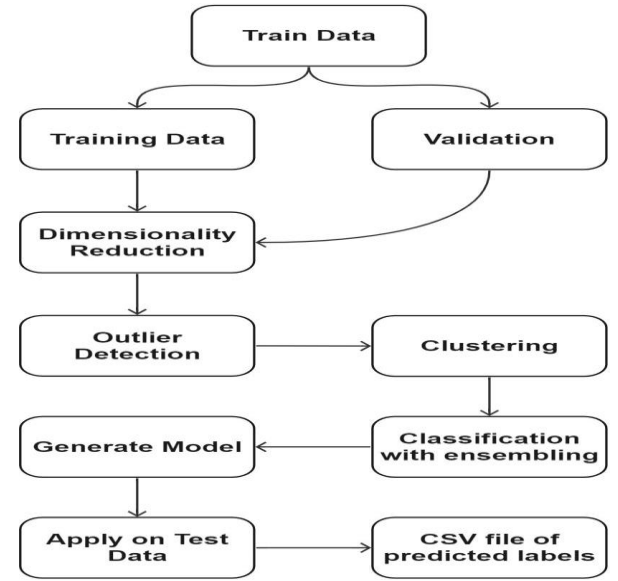 Train Data
Training Data
Validation
Dimensionality
Reduction
Outlier
Detection
Clustering
Generate Model
Classification
with ensembling
Apply on Test
Data
CSV file of
predicted labels